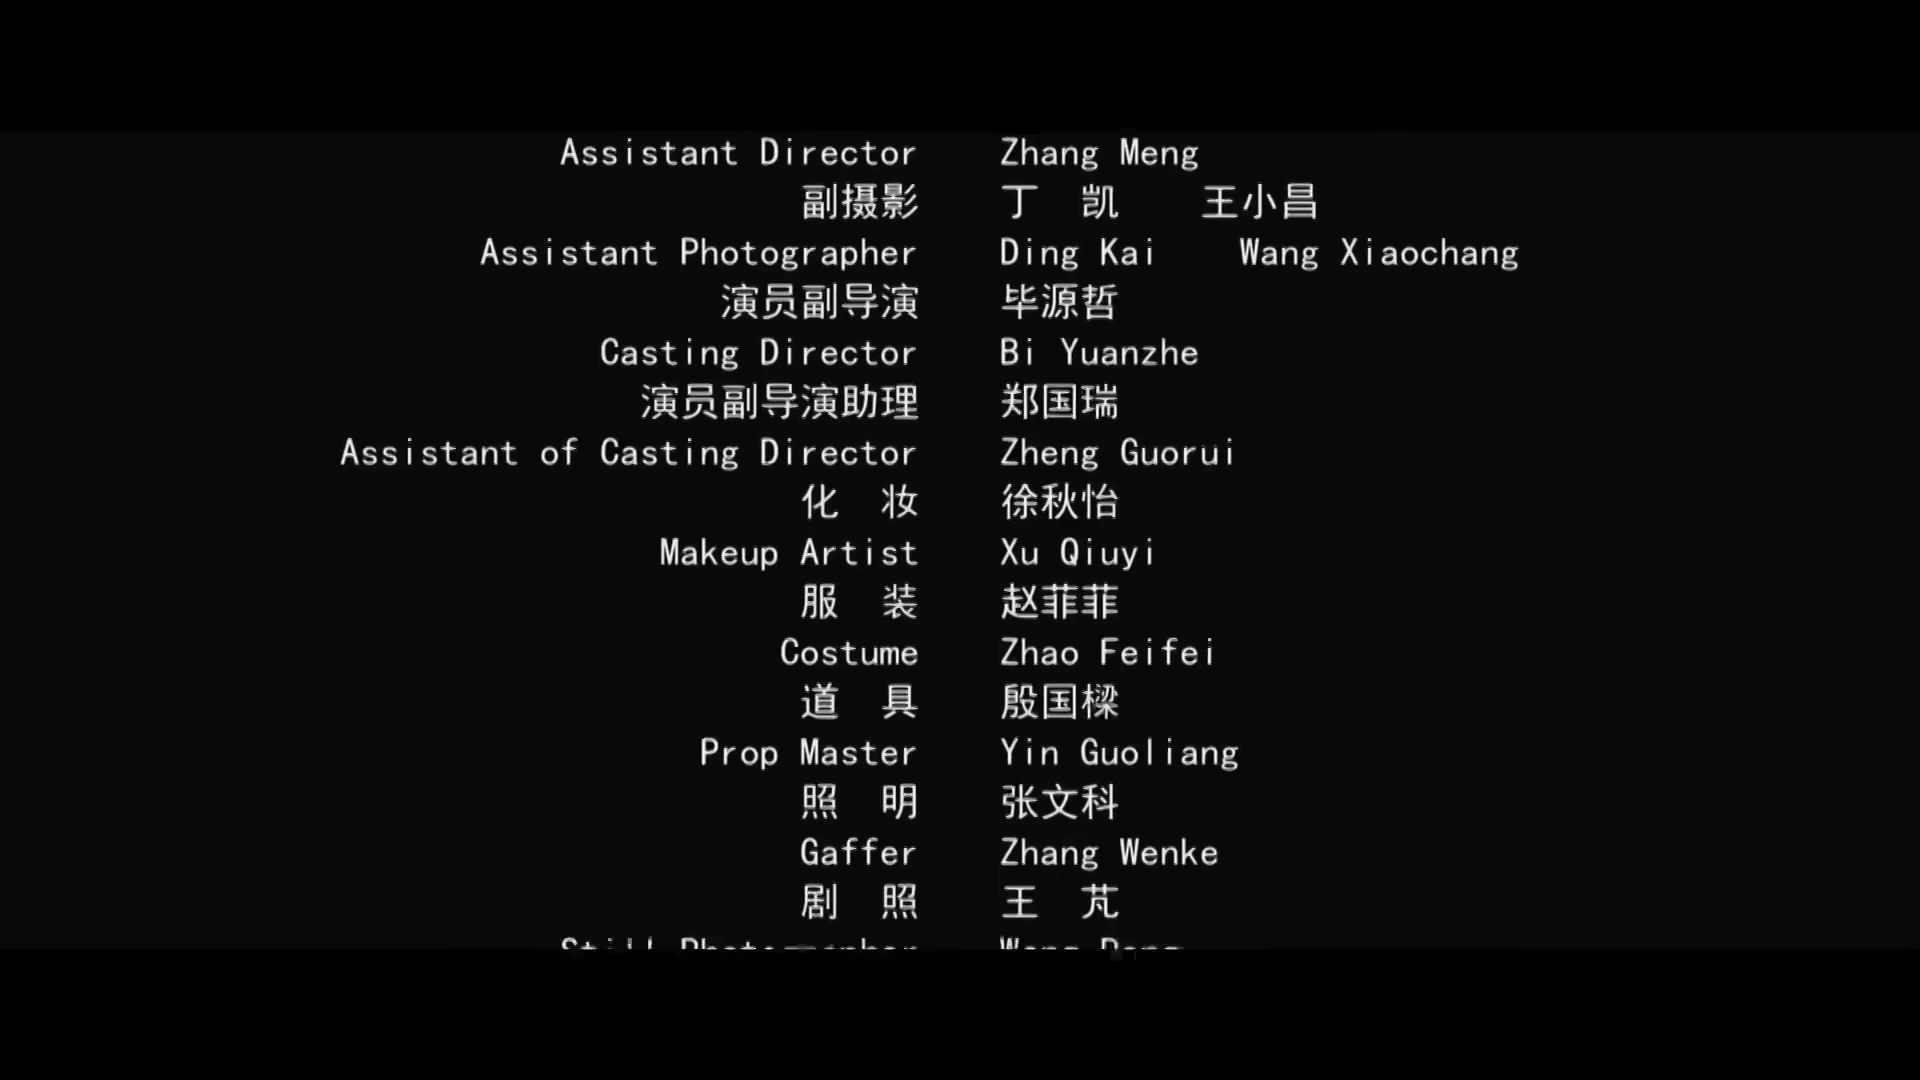 Assistant Director Zhang Meng
副摄影 丁 凯 王小昌
Assistant Photographer Ding Kai Wang Xiaochang
演员副导演 毕源哲
Casting Director Bi Yuanzhe
演员副导演助理 郑国瑞
Assistant of Casting Director Zheng Guorui
化 妆 徐秋怡
Makeup Artist Xu Qiuyi
服 装 赵菲菲
Costume Zhao Feifei
道 具 殷国樑
Prop Master Yin Guoliang
照 明 张文科
Gaffer Zhang Wenke
剧 照 王 芃
Still Photographer Wang Peng